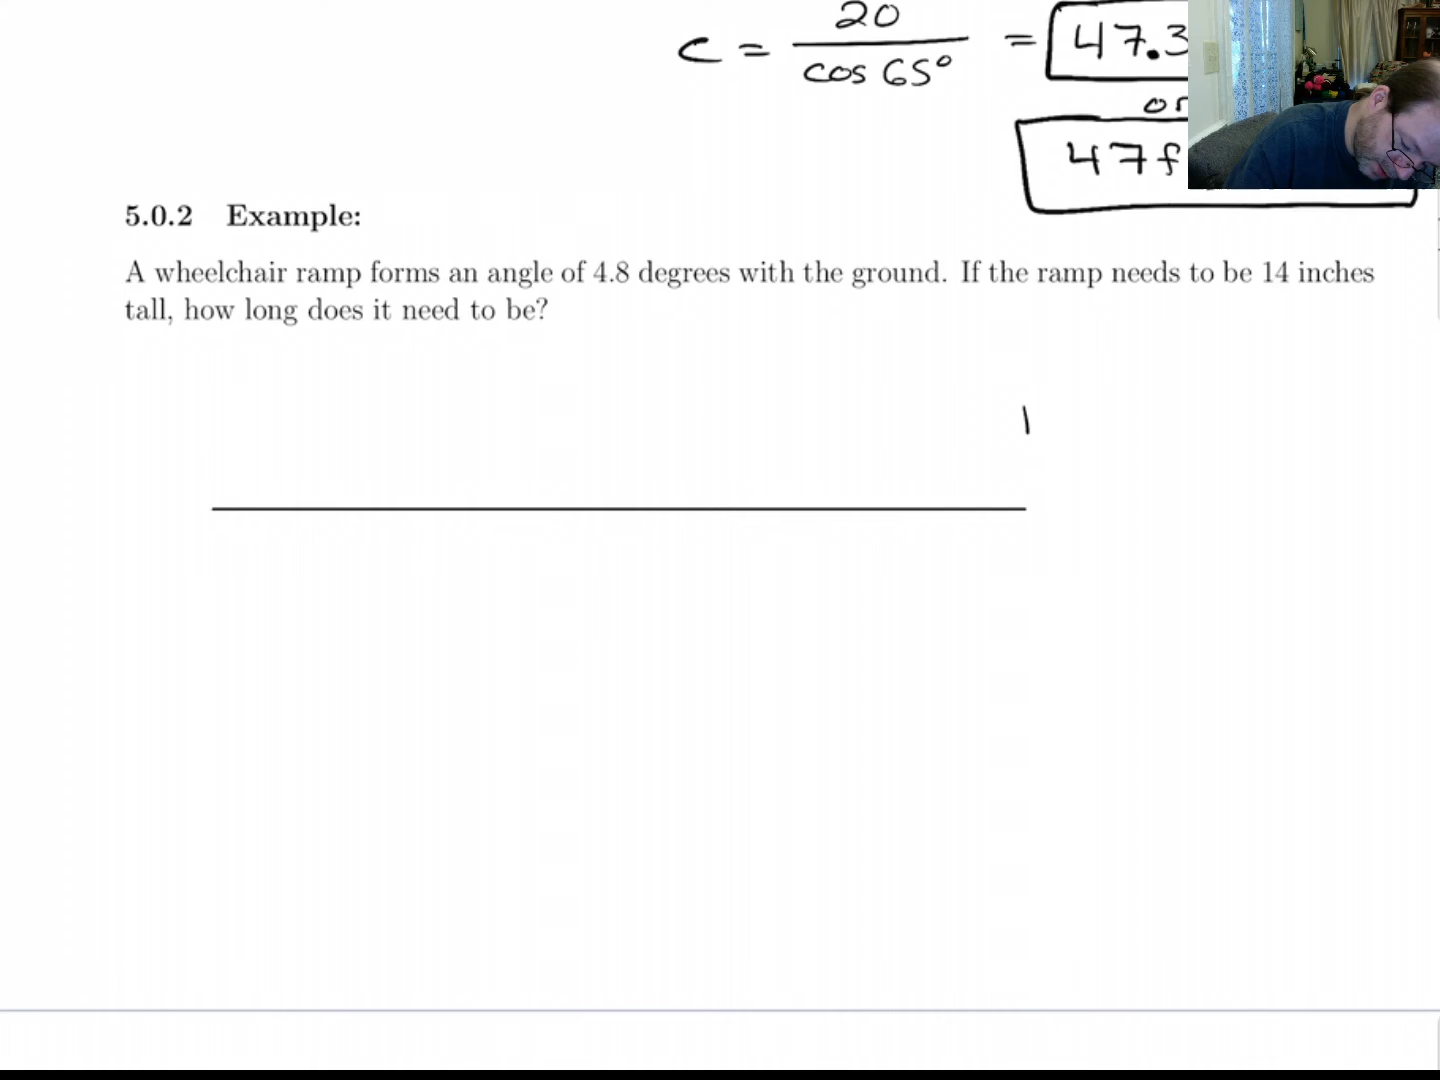 20
c = ――― = 47.3
cos 65°
or
47f
5.0.2 Example:
A wheelchair ramp forms an angle of 4.8 degrees with the ground. If the ramp needs to be 14 inches
tall, how long does it need to be?